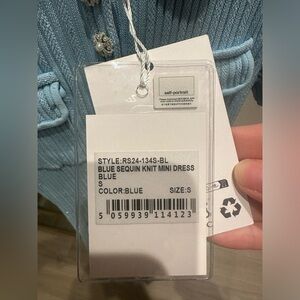 self-portrait
STYLE:RS24-134S-BL
BLUE SEQUIN KNIT MINI DRESS
BLUE
S
COLOR:BLUE SIZE:S
5 059939 114123